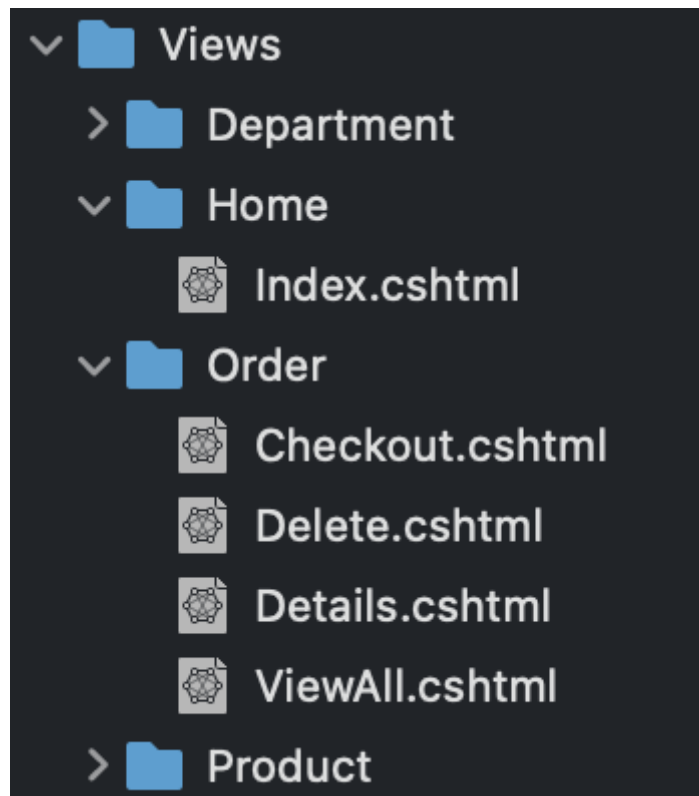 Views
Department
Home
Index.cshtml
Order
Checkout.cshtml
Delete.cshtml
Details.cshtml
ViewAll.cshtml
Product